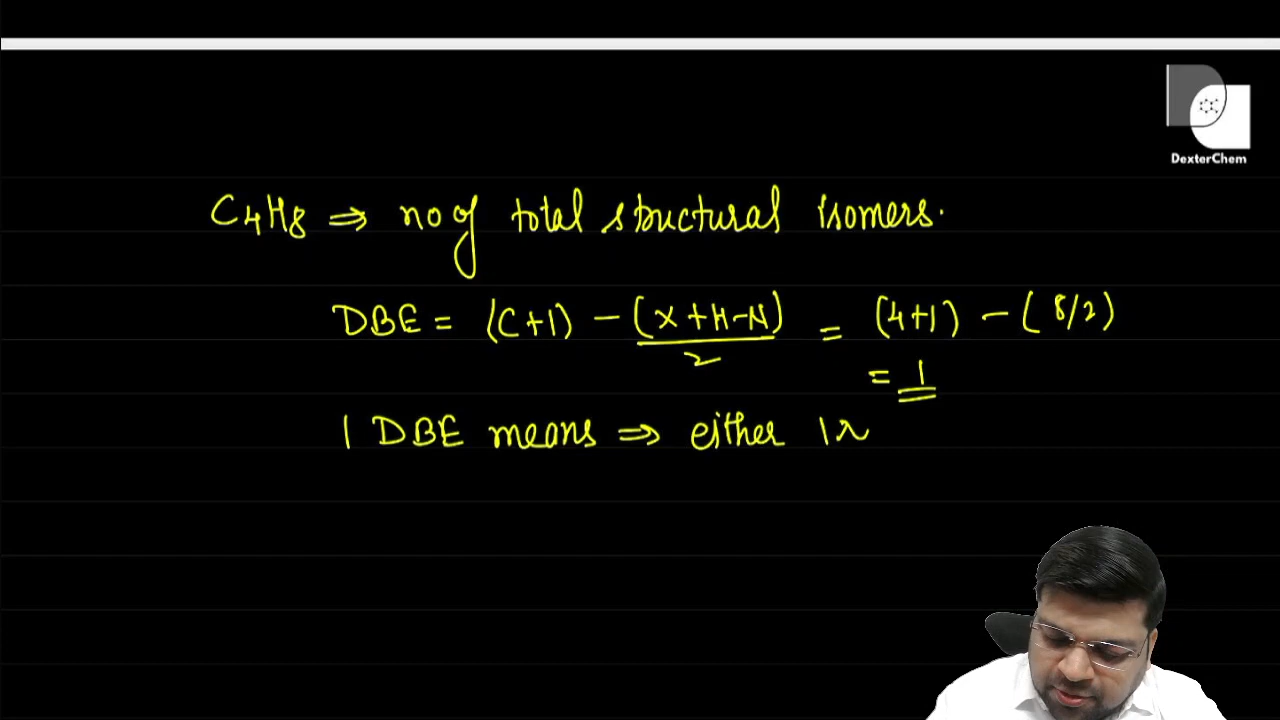 DexterChem
C4H8 ⇒ no of total structural isomers.
DBE = (C+1) − (X+H−N)/2 = (4+1) − (8/2)
= 1
1 DBE means ⇒ either 1